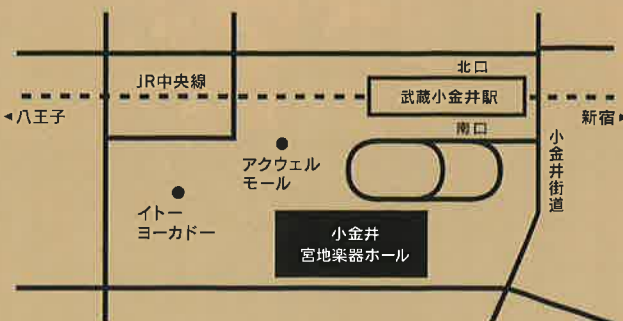 北口
JR中央線
武蔵小金井駅
◀八王子
新宿▶
南口
小金井街道
アクウェル
モール
イトー
ヨーカドー
小金井
宮地楽器ホール